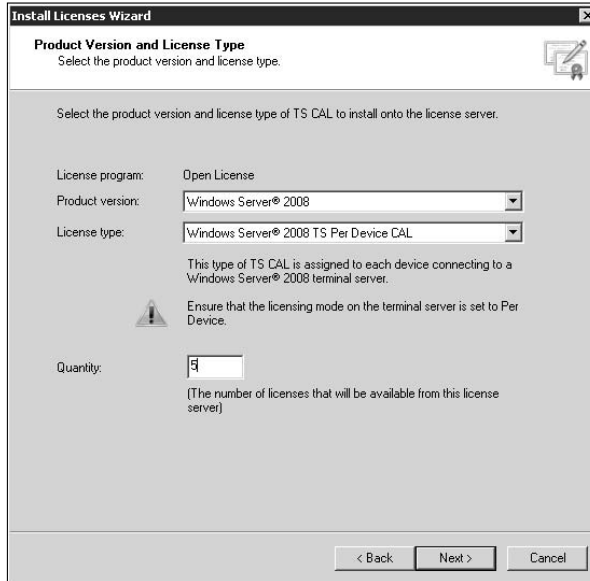 Install Licenses Wizard
Product Version and License Type
Select the product version and license type.
Select the product version and license type of TS CAL to install onto the license server.
License program: Open License
Product version: Windows Server® 2008
License type: Windows Server® 2008 TS Per Device CAL
This type of TS CAL is assigned to each device connecting to a
Windows Server® 2008 terminal server.
Ensure that the licensing mode on the terminal server is set to Per
Device.
Quantity: 5
(The number of licenses that will be available from this license
server)
< Back Next > Cancel